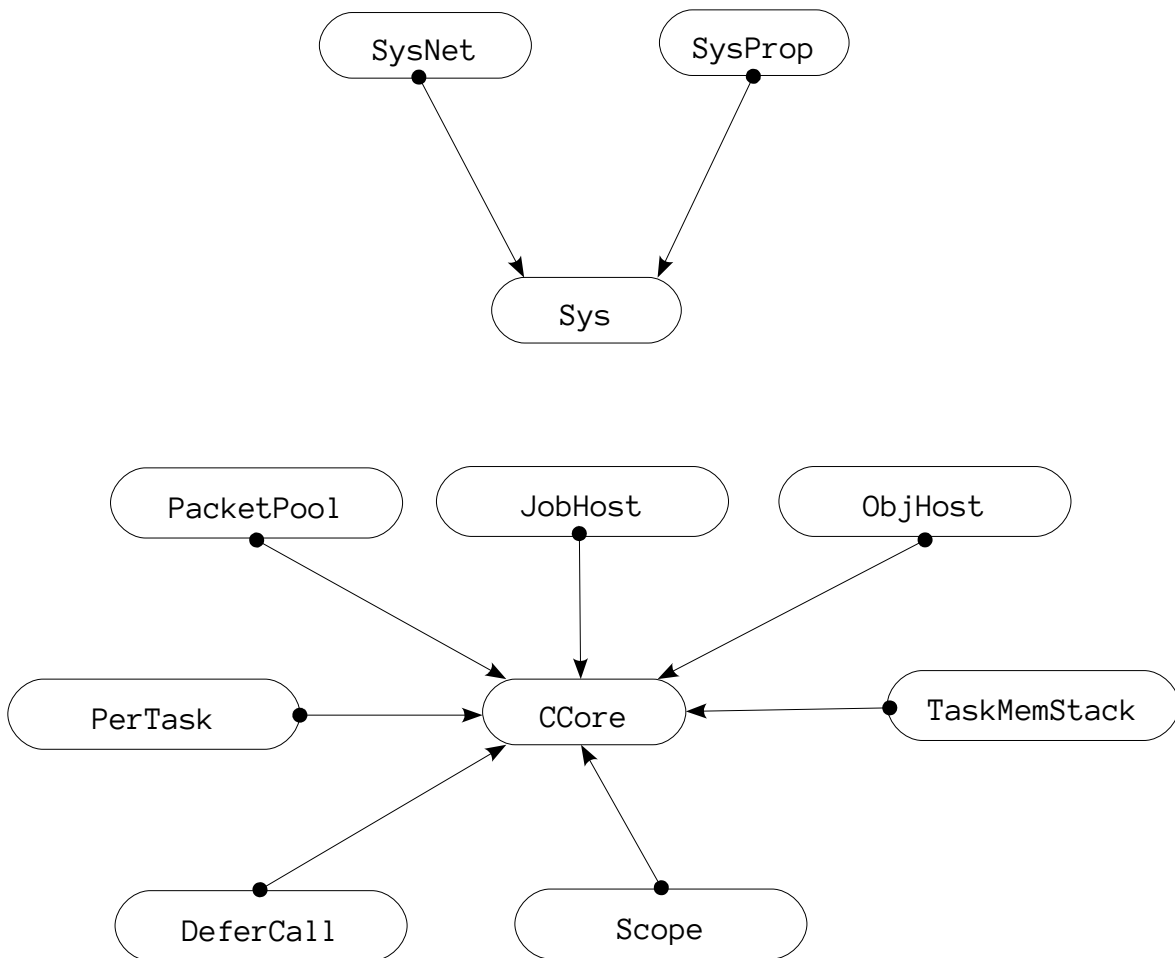 SysNet
SysProp
Sys
PacketPool
JobHost
ObjHost
PerTask
CCore
TaskMemStack
DeferCall
Scope